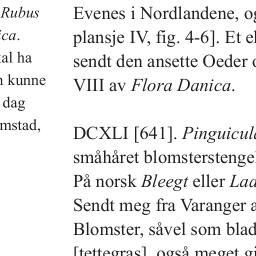 Rubus
ca.
al ha
n kunne
dag
mstad,
Evenes i Nordlandene, og
plansje IV, fig. 4-6]. Et el
sendt den ansette Oeder o
VIII av Flora Danica.
DCXLI [641]. Pinguicula
småhåret blomsterstengel
På norsk Bleegt eller Lad
Sendt meg fra Varanger a
Blomster, såvel som blad
[tettegras], også meget gi